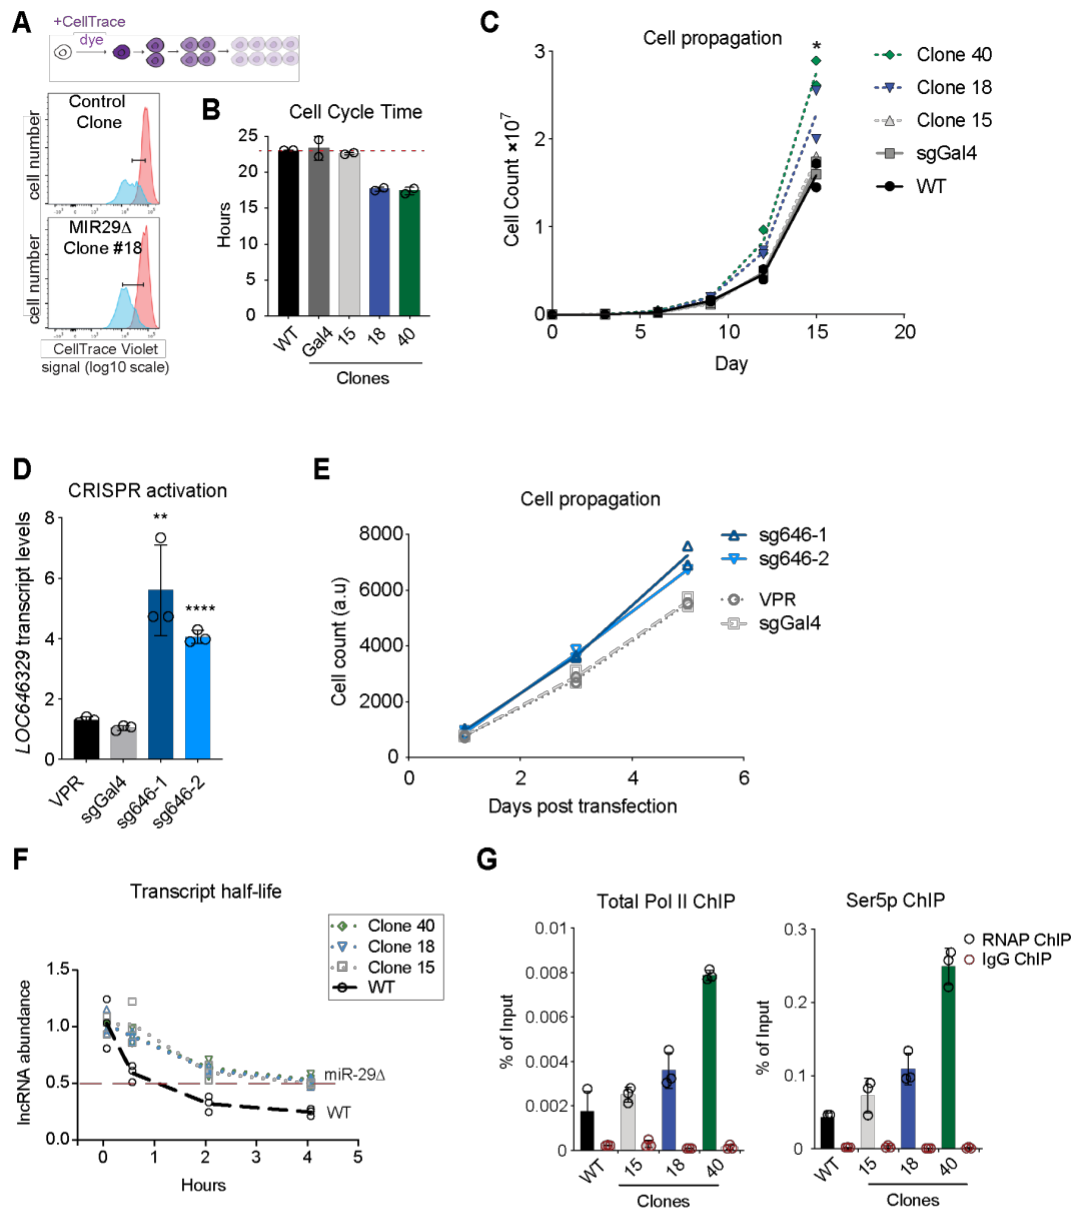 A
+CellTrace
dye
Control
Clone
cell number
MIR29Δ
Clone #18
cell number
CellTrace Violet
signal (log10 scale)
B
Cell Cycle Time
25
20
15
10
5
0
Hours
WT
Gal4
15
18
40
Clones
C
Cell propagation
*
3
2
1
0
Cell Count ×10⁷
0
5
10
15
20
Day
Clone 40
Clone 18
Clone 15
sgGal4
WT
D
CRISPR activation
8
6
4
2
0
LOC646329 transcript levels
**
****
VPR
sgGal4
sg646-1
sg646-2
E
Cell propagation
8000
6000
4000
2000
0
Cell count (a.u)
0
2
4
6
Days post transfection
sg646-1
sg646-2
VPR
sgGal4
F
Transcript half-life
Clone 40
Clone 18
Clone 15
WT
1.5
1.0
0.5
0.0
lncRNA abundance
miR-29Δ
WT
0
1
2
3
4
5
Hours
G
Total Pol II ChIP
0.01
0.008
0.006
0.004
0.002
0
% of Input
WT
15
18
40
Clones
Ser5p ChIP
0.3
0.2
0.1
0
% of Input
WT
15
18
40
Clones
RNAP ChIP
IgG ChIP